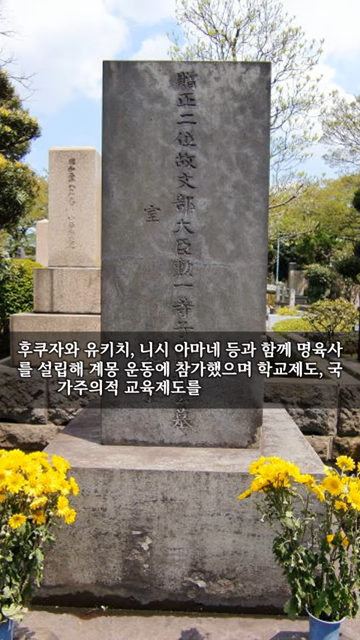 正二位故文部大臣勲一等子
墓
室
후쿠자와 유키치, 니시 아마네 등과 함께 명육사
를 설립해 계몽 운동에 참가했으며 학교제도, 국
가주의적 교육제도를